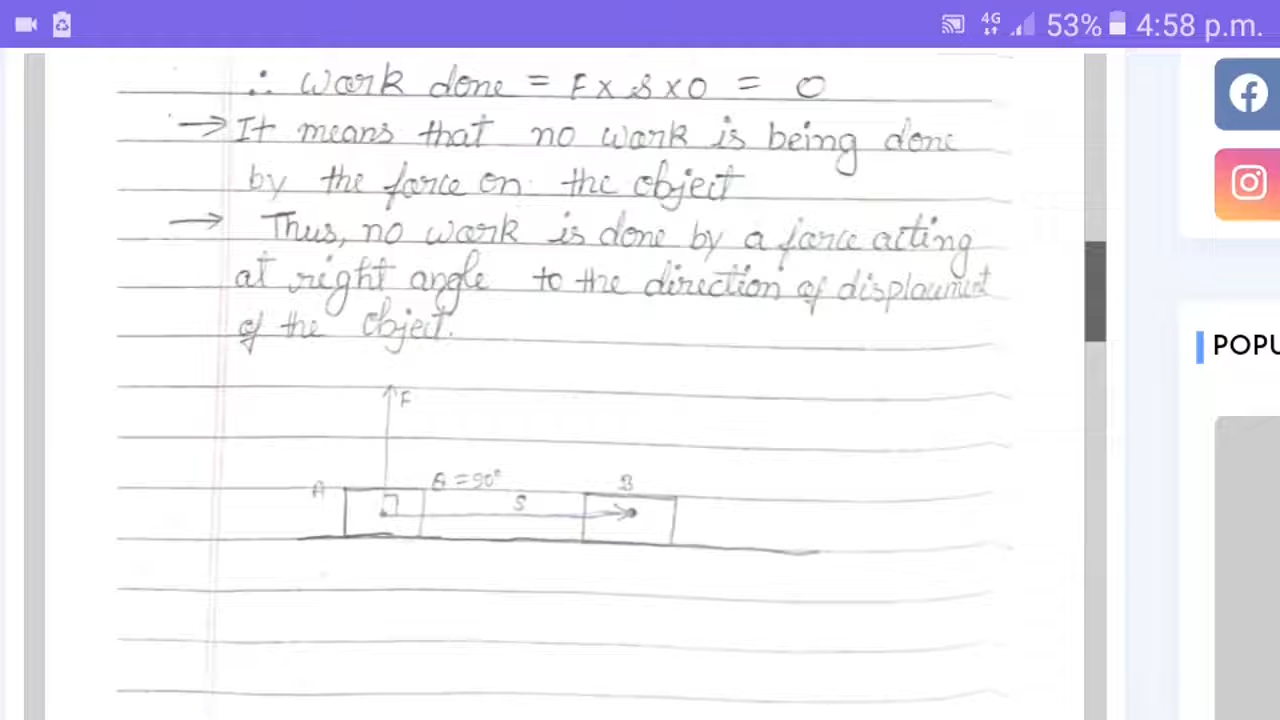 4G 53% 4:58 p.m.
∴ Work done = F x s x 0 = 0
→ It means that no work is being done
by the force on the object
→ Thus, no work is done by a force acting
at right angle to the direction of displacement
of the object.
F
A θ = 90° B
S
POPU